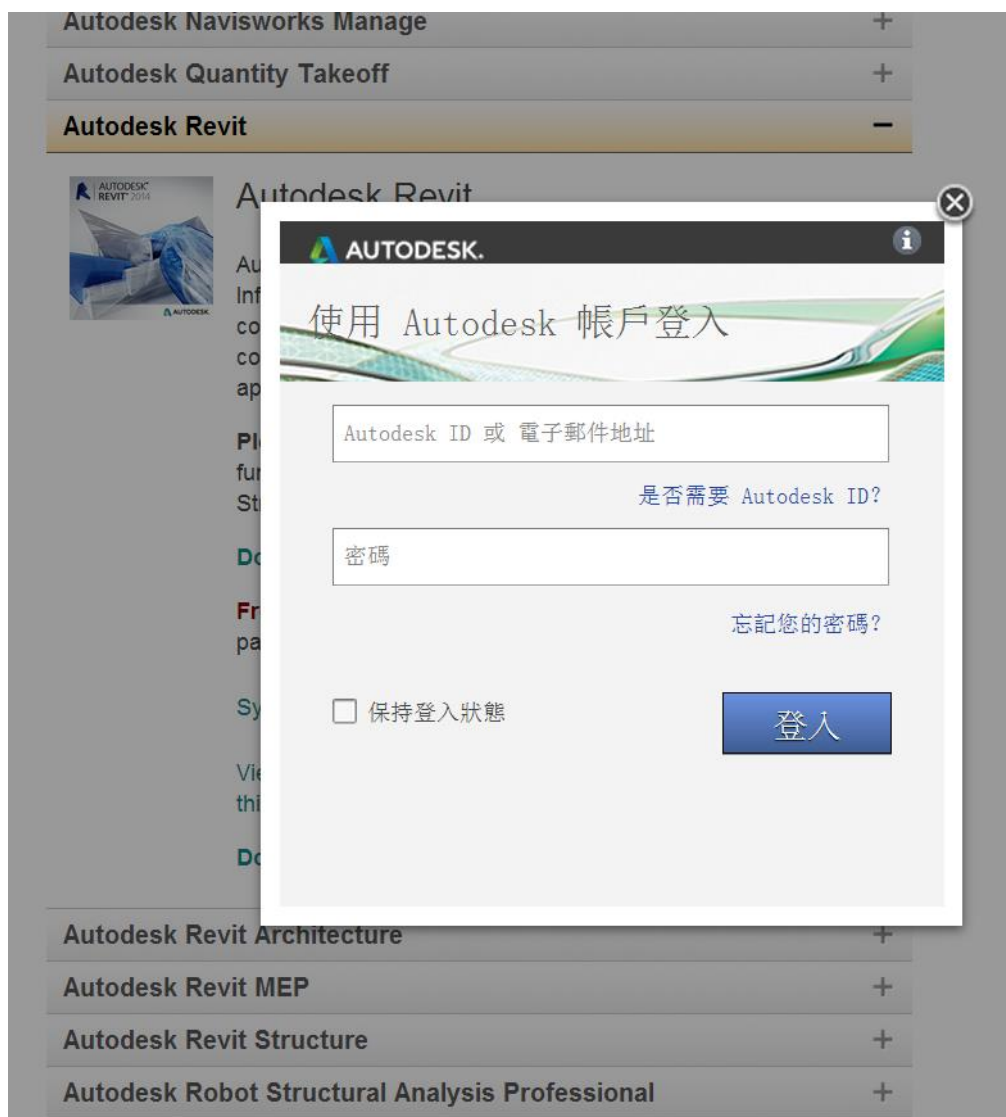 Autodesk Navisworks Manage
Autodesk Quantity Takeoff
Autodesk Revit
AUTODESK
REVIT 2014
AUTODESK
Autodesk Revit
AUTODESK.
使用 Autodesk 帳戶登入
Autodesk ID 或 電子郵件地址
是否需要 Autodesk ID?
密碼
忘記您的密碼?
保持登入狀態
登入
Autodesk Revit Architecture
Autodesk Revit MEP
Autodesk Revit Structure
Autodesk Robot Structural Analysis Professional